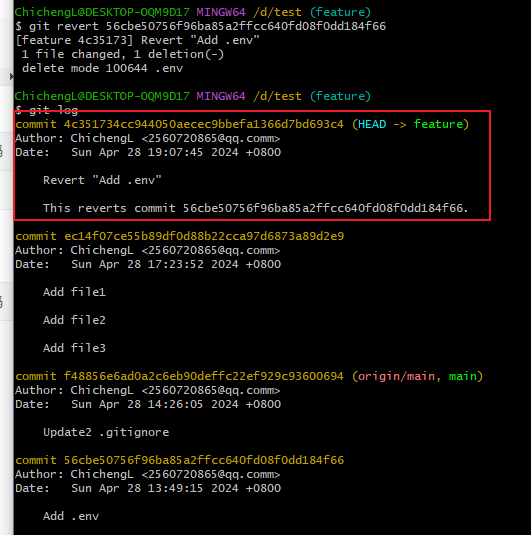 ChichengL@DESKTOP-OQM9D17 MINGW64 /d/test (feature)
$ git revert 56cbe50756f96ba85a2ffcc640fd08f0dd184f66
[feature 4c35173] Revert "Add .env"
1 file changed, 1 deletion(-)
delete mode 100644 .env
ChichengL@DESKTOP-OQM9D17 MINGW64 /d/test (feature)
$ git log
commit 4c351734cc944050aecec9bbefa1366d7bd693c4 (HEAD -> feature)
Author: ChichengL <2560720865@qq.comm>
Date:   Sun Apr 28 19:07:45 2024 +0800
Revert "Add .env"
This reverts commit 56cbe50756f96ba85a2ffcc640fd08f0dd184f66.
commit ec14f07ce55b89df0d88b22cca97d6873a89d2e9
Author: ChichengL <2560720865@qq.comm>
Date:   Sun Apr 28 17:23:52 2024 +0800
Add file1
Add file2
Add file3
commit f48856e6ad0a2c6eb90deffc22ef929c93600694 (origin/main, main)
Author: ChichengL <2560720865@qq.comm>
Date:   Sun Apr 28 14:26:05 2024 +0800
Update2 .gitignore
commit 56cbe50756f96ba85a2ffcc640fd08f0dd184f66
Author: ChichengL <2560720865@qq.comm>
Date:   Sun Apr 28 13:49:15 2024 +0800
Add .env